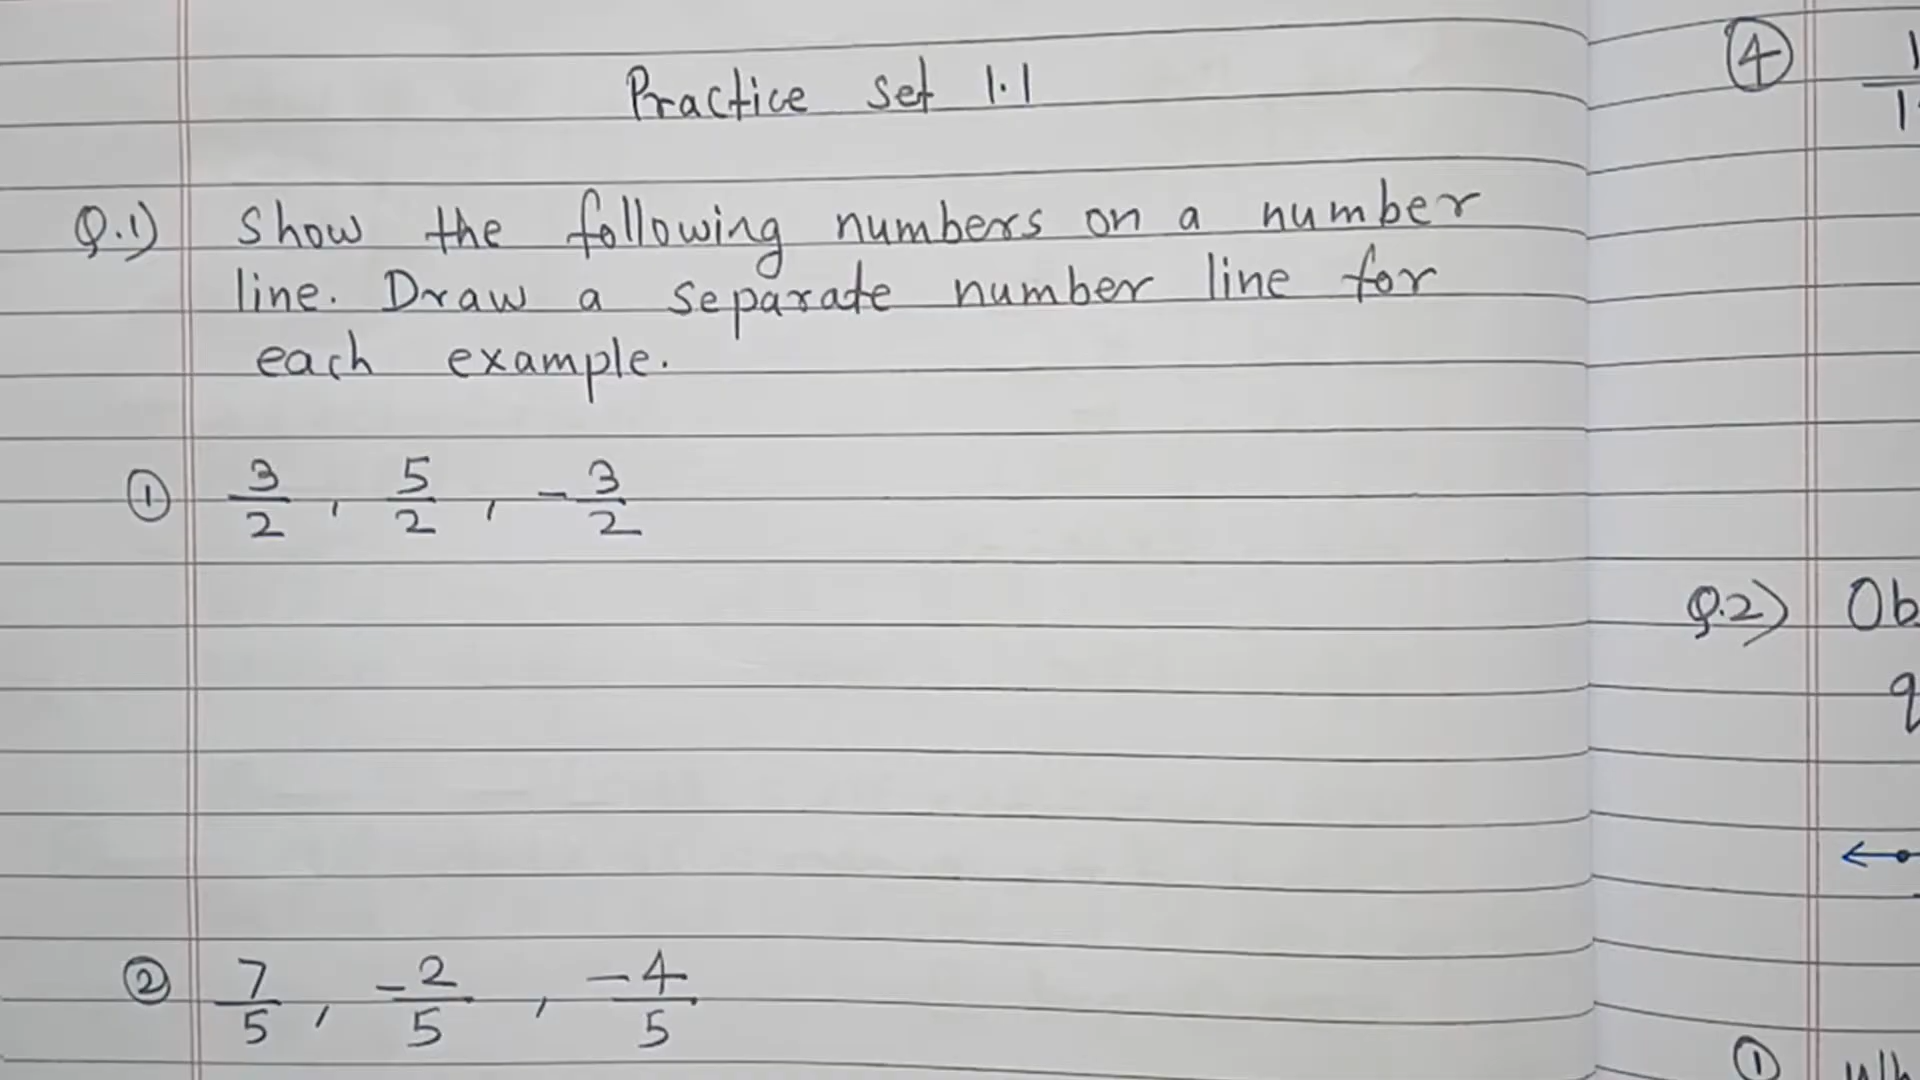 Practice set 1.1
Q.1) Show the following numbers on a number
line. Draw a separate number line for
each example.
① 3/2 , 5/2 , -3/2
② 7/5 , -2/5 , -4/5
④
Q.2) Ob
q
①